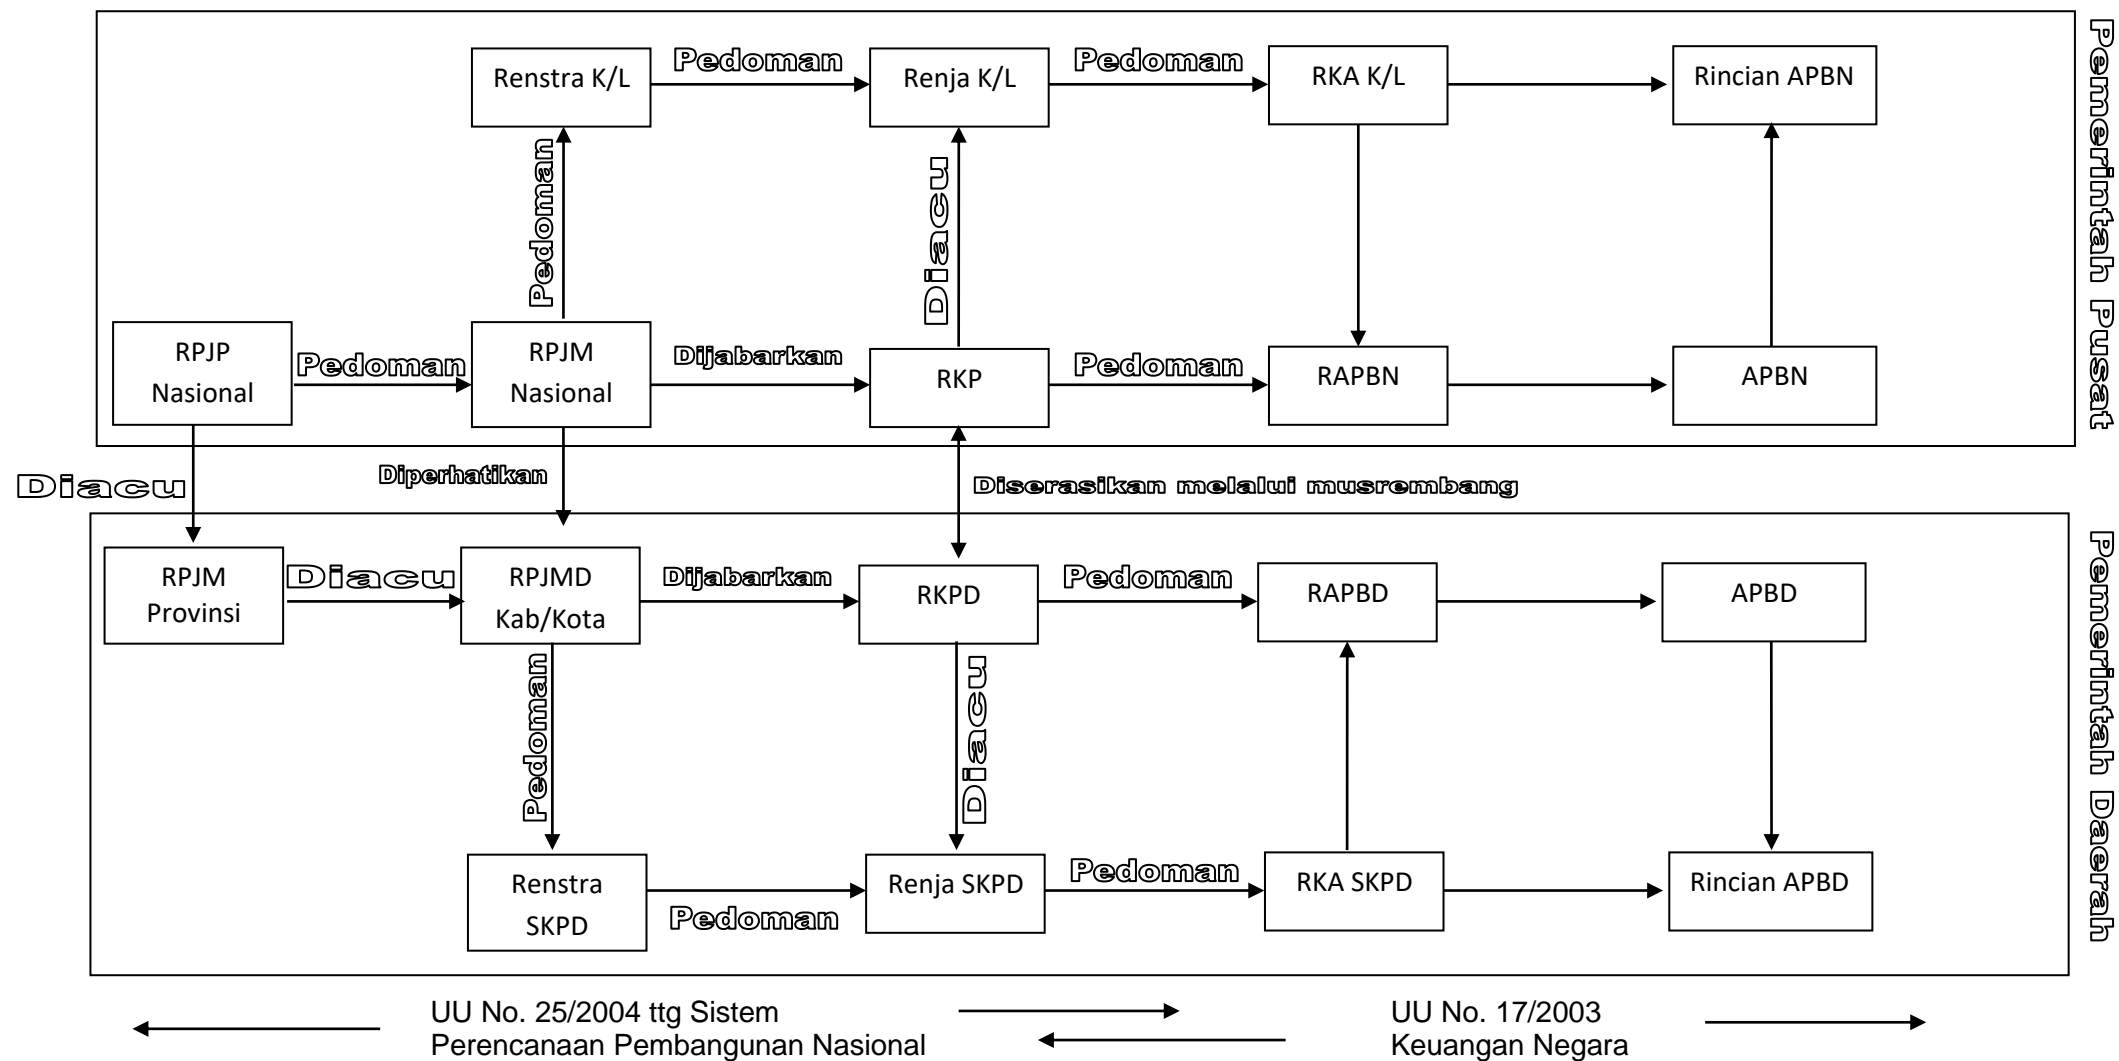 Pedoman
Pedoman
Renstra K/L
Renja K/L
RKA K/L
Rincian APBN
Pedoman
Diacu
Pemerintah Pusat
RPJP
Nasional
Pedoman
RPJM
Nasional
Dijabarkan
RKP
Pedoman
RAPBN
APBN
Diacu
Diperhatikan
Diserasikan melalui musrembang
RPJM
Provinsi
Diacu
RPJMD
Kab/Kota
Dijabarkan
RKPD
Pedoman
RAPBD
APBD
Pemerintah Daerah
Pedoman
Diacu
Renstra
SKPD
Pedoman
Renja SKPD
Pedoman
RKA SKPD
Rincian APBD
UU No. 25/2004 ttg Sistem
Perencanaan Pembangunan Nasional
UU No. 17/2003
Keuangan Negara